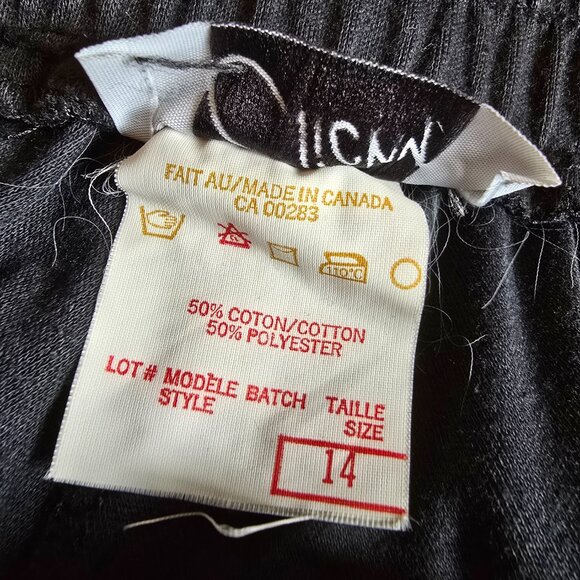 FAIT AU/MADE IN CANADA
CA 00283
110°C
50% COTON/COTTON
50% POLYESTER
LOT # MODÈLE BATCH TAILLE
STYLE SIZE
14